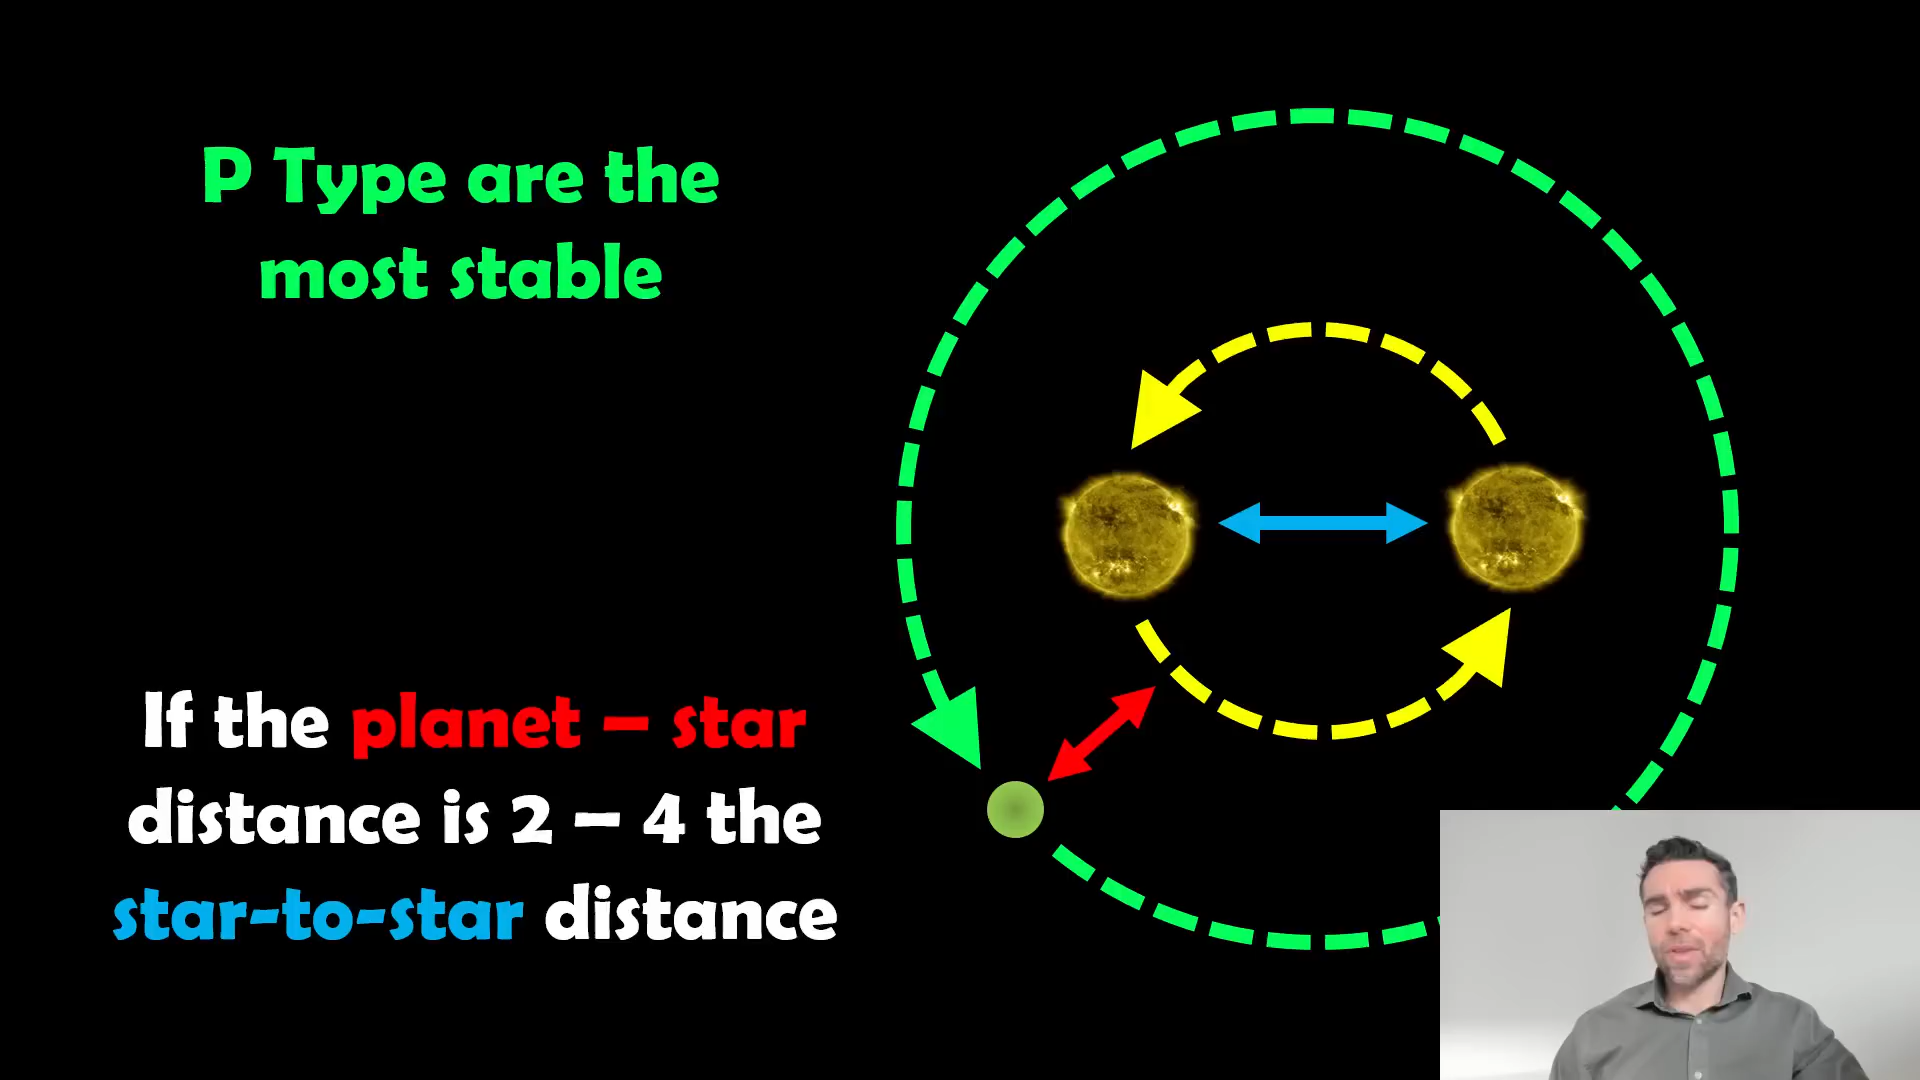 P Type are the
most stable
If the planet – star
distance is 2 – 4 the
star-to-star distance